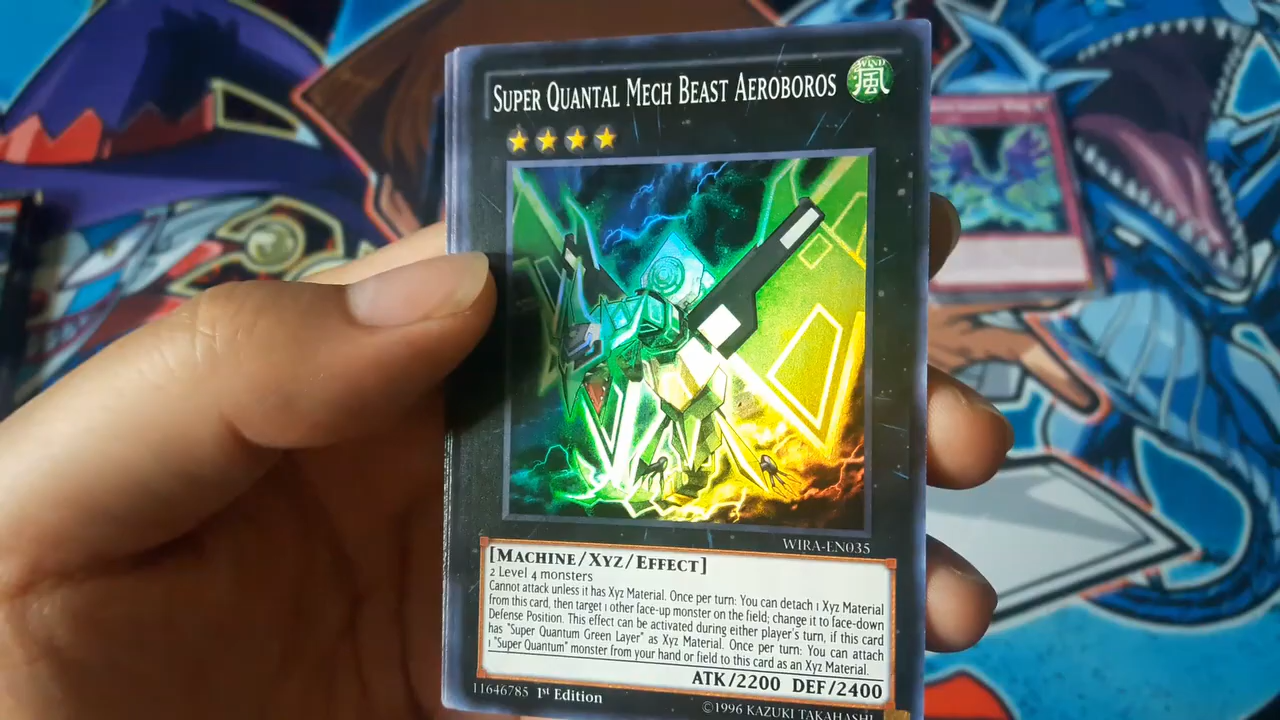 SUPER QUANTAL MECH BEAST AEROBOROS
WIND
風
WIRA-EN035
[MACHINE/XYZ/EFFECT]
2 Level 4 monsters
Cannot attack unless it has Xyz Material. Once per turn: You can detach 1 Xyz Material
from this card, then target 1 other face-up monster on the field; change it to face-down
Defense Position. This effect can be activated during either player's turn, if this card
has "Super Quantum Green Layer" as Xyz Material. Once per turn: You can attach
1 "Super Quantum" monster from your hand or field to this card as an Xyz Material.
ATK/2200 DEF/2400
11646785 1st Edition
©1996 KAZUKI TAKAHASHI